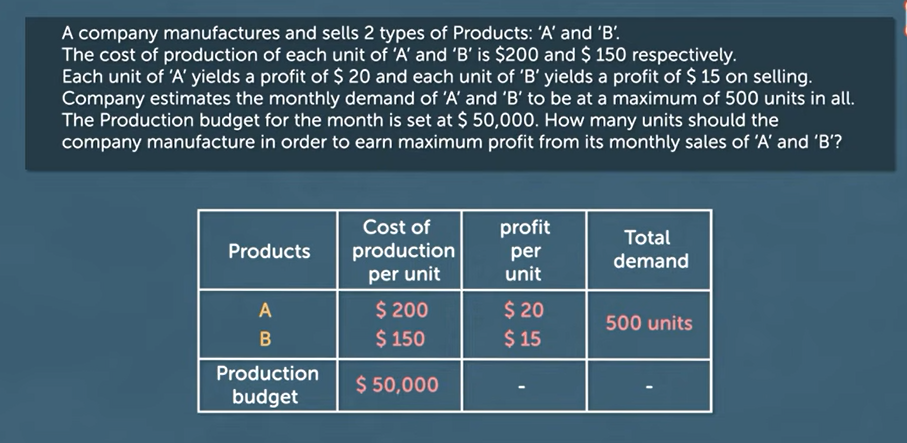 A company manufactures and sells 2 types of Products: ‘A’ and ‘B’.
The cost of production of each unit of ‘A’ and ‘B’ is $200 and $ 150 respectively.
Each unit of ‘A’ yields a profit of $ 20 and each unit of ‘B’ yields a profit of $ 15 on selling.
Company estimates the monthly demand of ‘A’ and ‘B’ to be at a maximum of 500 units in all.
The Production budget for the month is set at $ 50,000. How many units should the
company manufacture in order to earn maximum profit from its monthly sales of ‘A’ and ‘B’?
Products
Cost of
production
per unit
profit
per
unit
Total
demand
A
$ 200
$ 20
500 units
B
$ 150
$ 15
Production
budget
$ 50,000
-
-